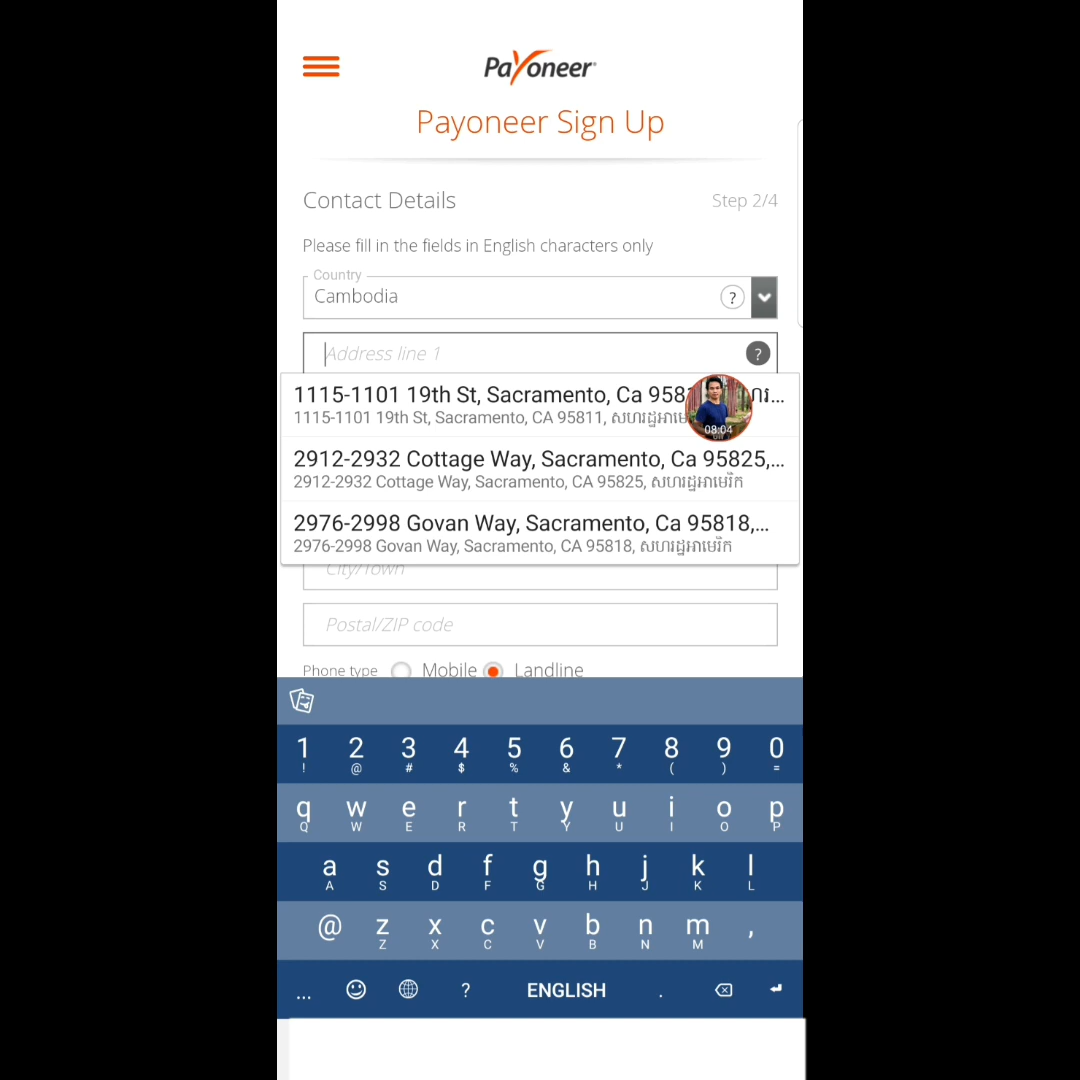 Payoneer
Payoneer Sign Up
Contact Details
Step 2/4
Please fill in the fields in English characters only
Country
Cambodia
?
Address line 1
?
1115-1101 19th St, Sacramento, Ca
1115-1101 19th St, Sacramento, CA 95811,
08:04
2912-2932 Cottage Way, Sacramento, Ca 95825,...
2912-2932 Cottage Way, Sacramento, CA 95825, សហរដ្ឋអាមេរិក
2976-2998 Govan Way, Sacramento, Ca 95818,...
2976-2998 Govan Way, Sacramento, CA 95818, សហរដ្ឋអាមេរិក
City/Town
Postal/ZIP code
Phone type Mobile Landline
1 2 3 4 5 6 7 8 9 0
! @ # $ % & * ( ) =
q w e r t y u i o p
Q W E R T Y U I O P
a s d f g h j k l
A S D F G H J K L
@ z x c v b n m ,
Z X C V B N M
... ? ENGLISH .